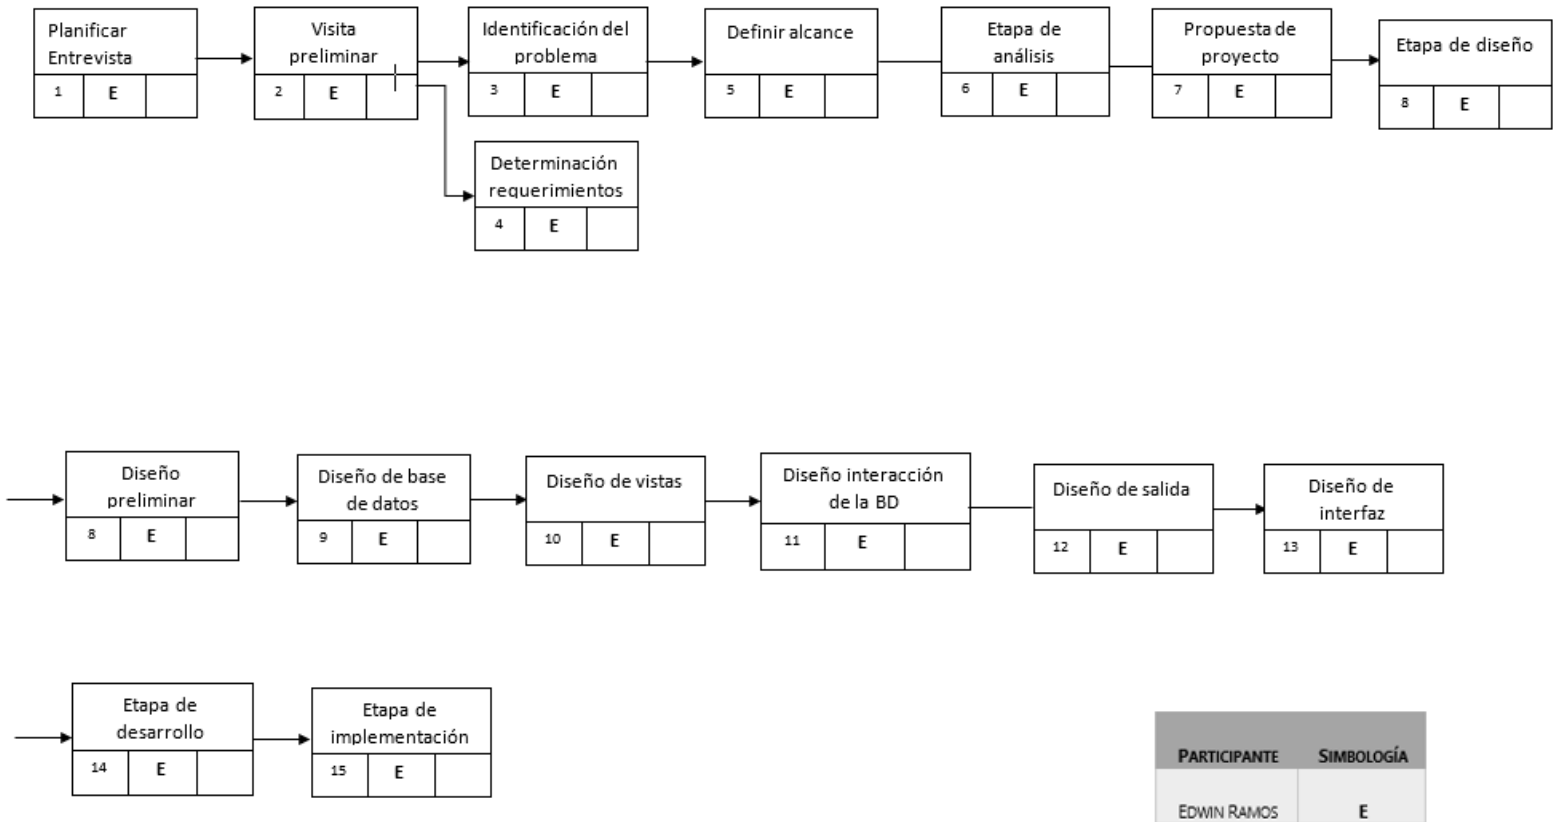 Planificar
Entrevista
1 E
Visita
preliminar
2 E
Identificación del
problema
3 E
Determinación
requerimientos
4 E
Definir alcance
5 E
Etapa de
análisis
6 E
Propuesta de
proyecto
7 E
Etapa de diseño
8 E
Diseño
preliminar
8 E
Diseño de base
de datos
9 E
Diseño de vistas
10 E
Diseño interacción
de la BD
11 E
Diseño de salida
12 E
Diseño de
interfaz
13 E
Etapa de
desarrollo
14 E
Etapa de
implementación
15 E
PARTICIPANTE SIMBOLOGÍA
EDWIN RAMOS E